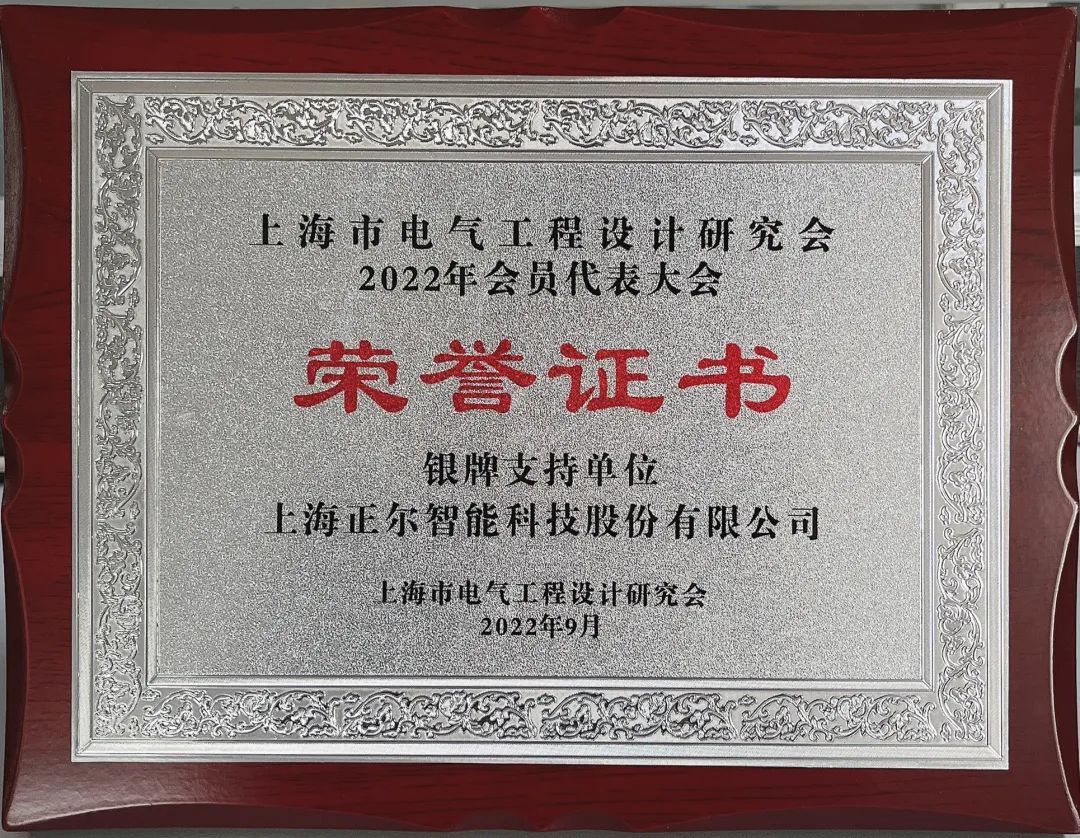 上海市电气工程设计研究会
2022年会员代表大会
荣誉证书
银牌支持单位
上海正尔智能科技股份有限公司
上海市电气工程设计研究会
2022年9月